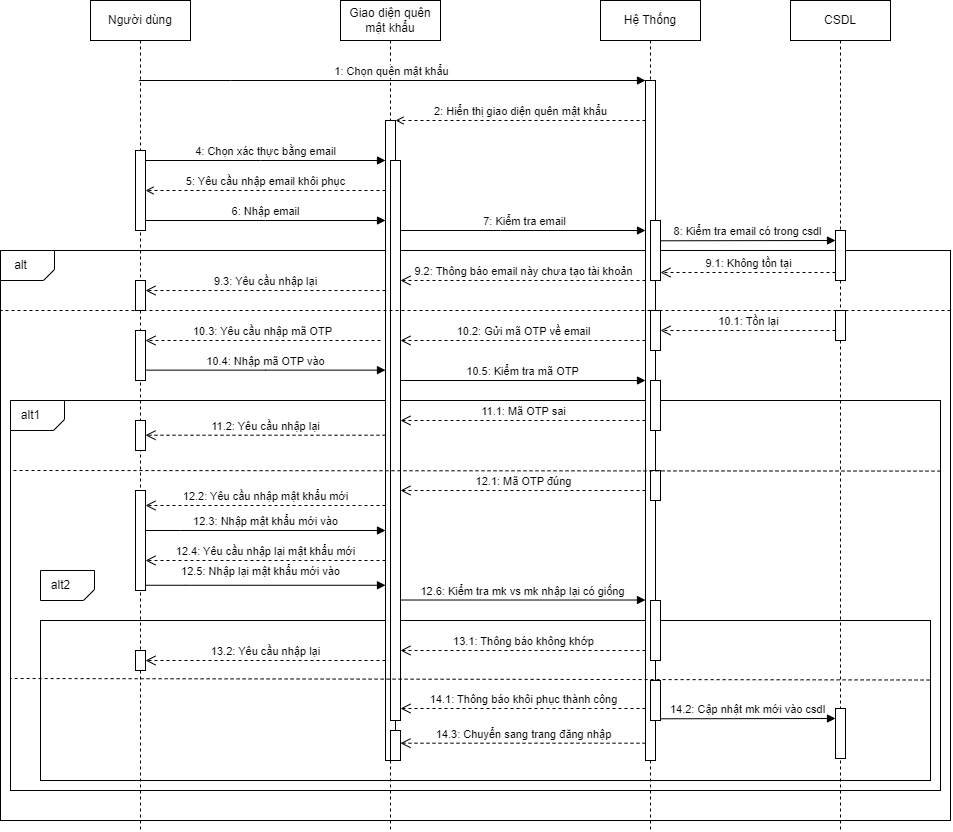 Người dùng
Giao diện quên
mật khẩu
Hệ Thống
CSDL
1: Chọn quên mật khẩu
2: Hiển thị giao diện quên mật khẩu
4: Chọn xác thực bằng email
5: Yêu cầu nhập email khôi phục
6: Nhập email
7: Kiểm tra email
8: Kiểm tra email có trong csdl
alt
9.1: Không tồn tại
9.2: Thông báo email này chưa tạo tài khoản
9.3: Yêu cầu nhập lại
10.1: Tồn lại
10.2: Gửi mã OTP về email
10.3: Yêu cầu nhập mã OTP
10.4: Nhập mã OTP vào
10.5: Kiểm tra mã OTP
alt1
11.1: Mã OTP sai
11.2: Yêu cầu nhập lại
12.1: Mã OTP đúng
12.2: Yêu cầu nhập mật khẩu mới
12.3: Nhập mật khẩu mới vào
12.4: Yêu cầu nhập lại mật khẩu mới
12.5: Nhập lại mật khẩu mới vào
alt2
12.6: Kiểm tra mk vs mk nhập lại có giống
13.1: Thông báo không khớp
13.2: Yêu cầu nhập lại
14.1: Thông báo khôi phục thành công
14.2: Cập nhật mk mới vào csdl
14.3: Chuyển sang trang đăng nhập